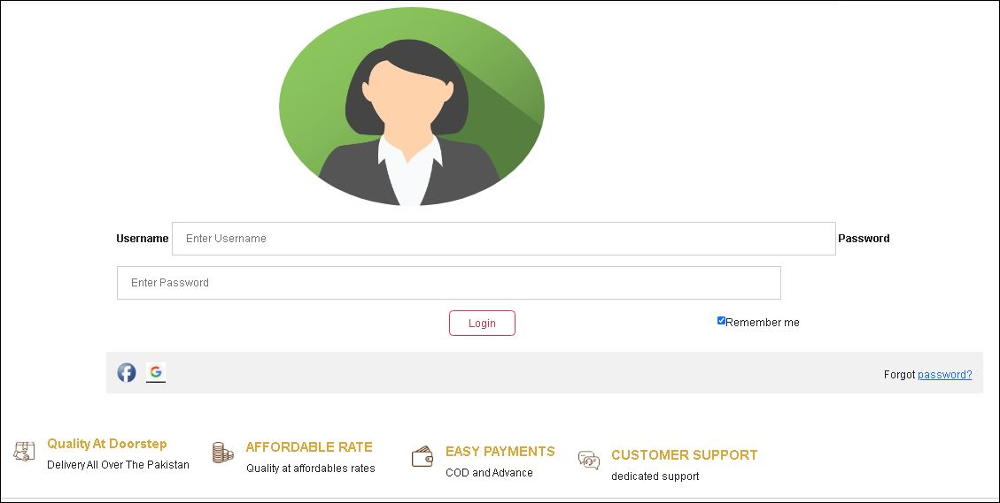 Username Enter Username Password
Enter Password
Login Remember me
Forgot password?
Quality At Doorstep
Delivery All Over The Pakistan
AFFORDABLE RATE
Quality at affordables rates
EASY PAYMENTS
COD and Advance
CUSTOMER SUPPORT
dedicated support